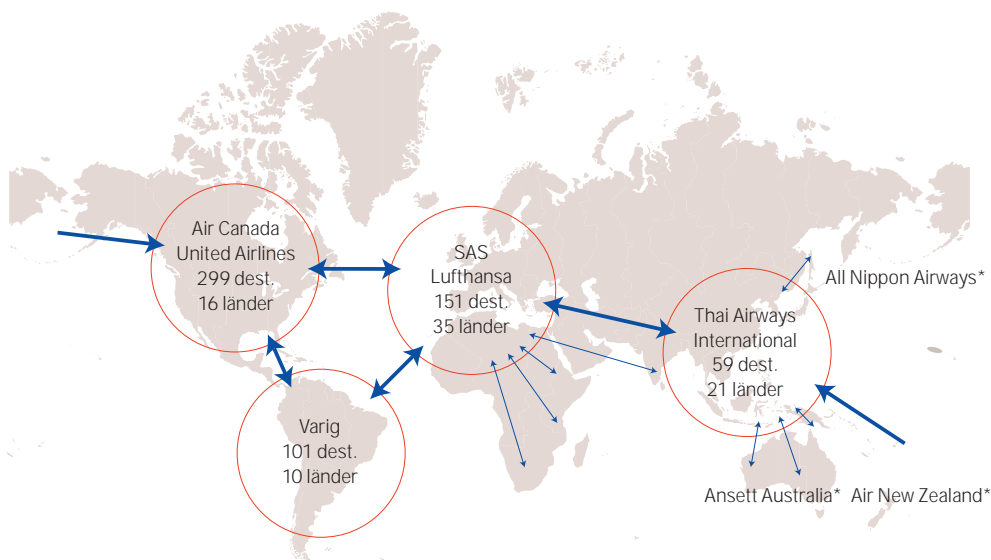 Air Canada
United Airlines
299 dest.
16 länder
SAS
Lufthansa
151 dest.
35 länder
All Nippon Airways*
Thai Airways
International
59 dest.
21 länder
Varig
101 dest.
10 länder
Ansett Australia* Air New Zealand*